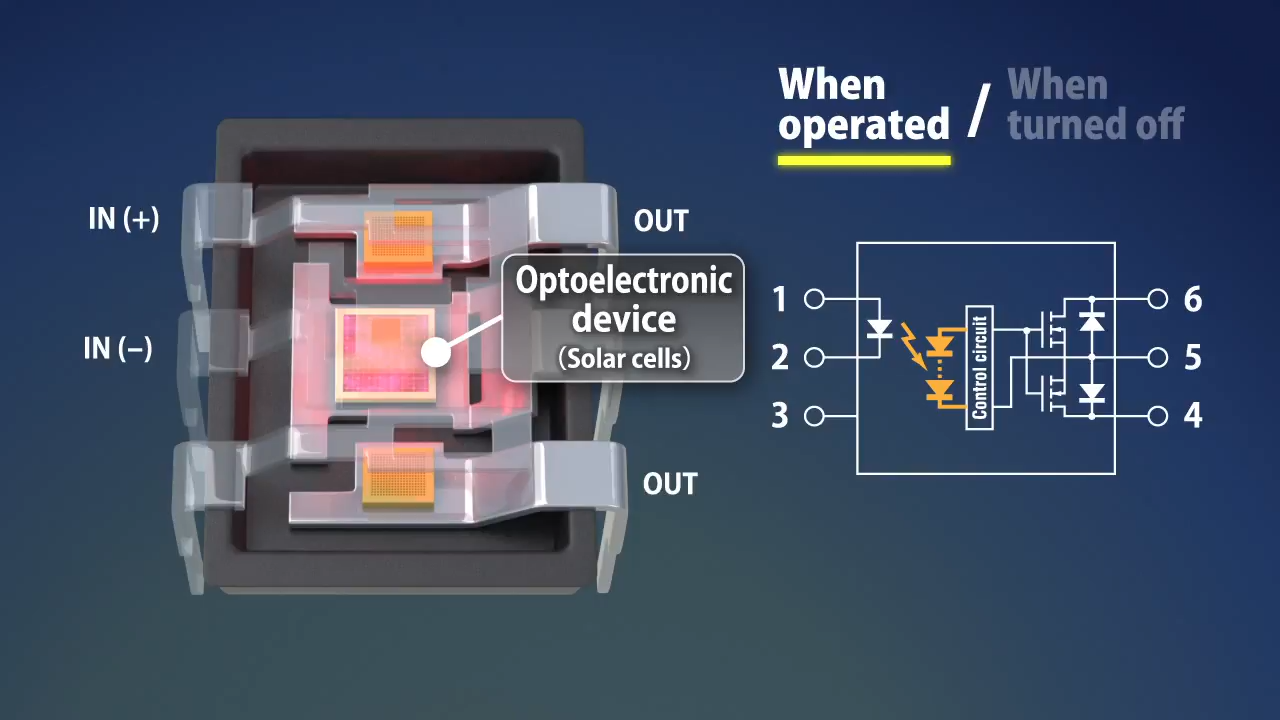 When
operated
/
When
turned off
IN (+)
OUT
Optoelectronic
device
(Solar cells)
IN (−)
OUT
1
2
3
Control circuit
6
5
4